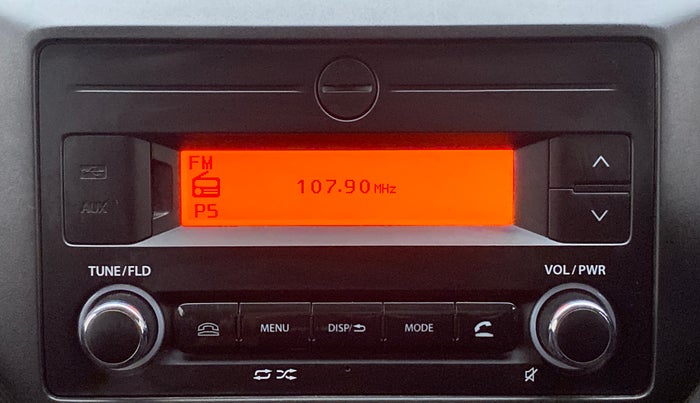 FM
107.90 MHz
P5
AUX
TUNE/FLD
VOL/PWR
MENU
DISP/
MODE